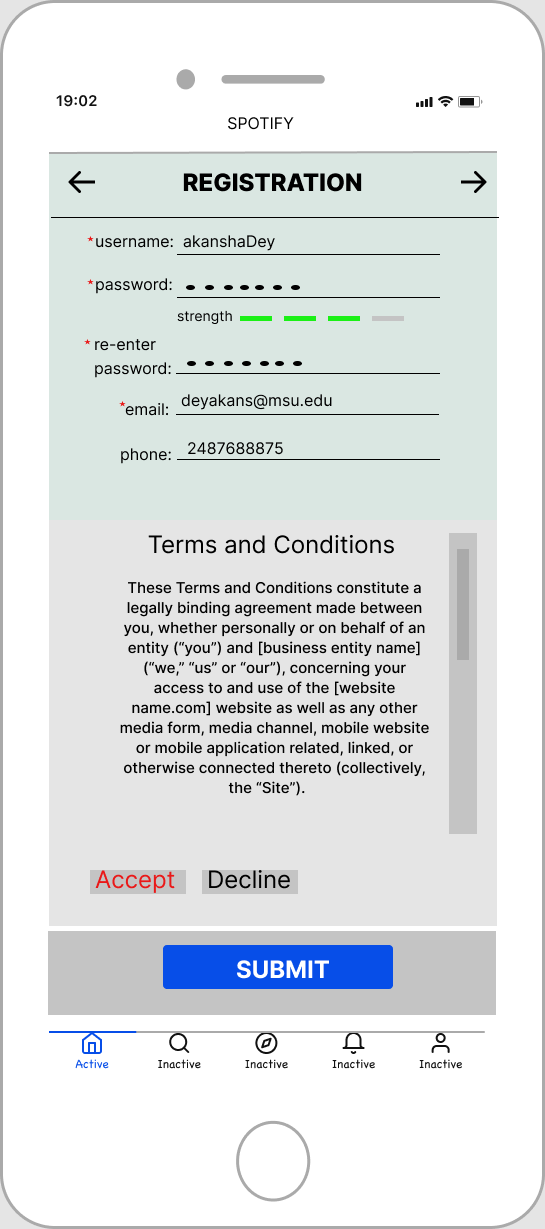 19:02
SPOTIFY
REGISTRATION
*username: akanshaDey
*password: •••••••
strength
* re-enter
password: •••••••
*email: deyakans@msu.edu
phone: 2487688875
Terms and Conditions
These Terms and Conditions constitute a
legally binding agreement made between
you, whether personally or on behalf of an
entity (“you”) and [business entity name]
(“we,” “us” or “our”), concerning your
access to and use of the [website
name.com] website as well as any other
media form, media channel, mobile website
or mobile application related, linked, or
otherwise connected thereto (collectively,
the “Site”).
Accept Decline
SUBMIT
Active Inactive Inactive Inactive Inactive